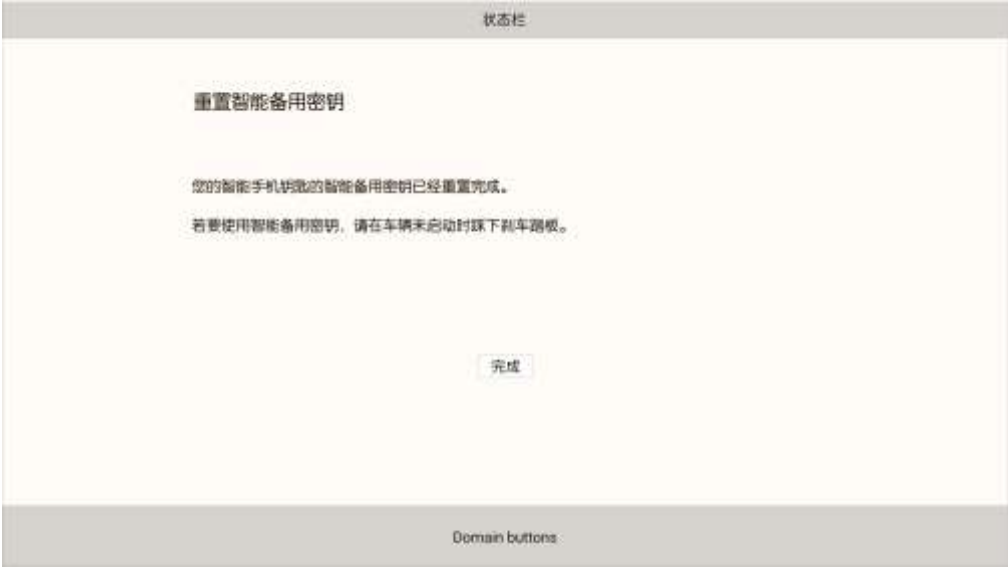 状态栏
重置智能备用密钥
您的智能手机钥匙的智能备用密钥已经重置完成。
若要使用智能备用密钥，请在车辆未启动时踩下刹车踏板。
完成
Domain buttons